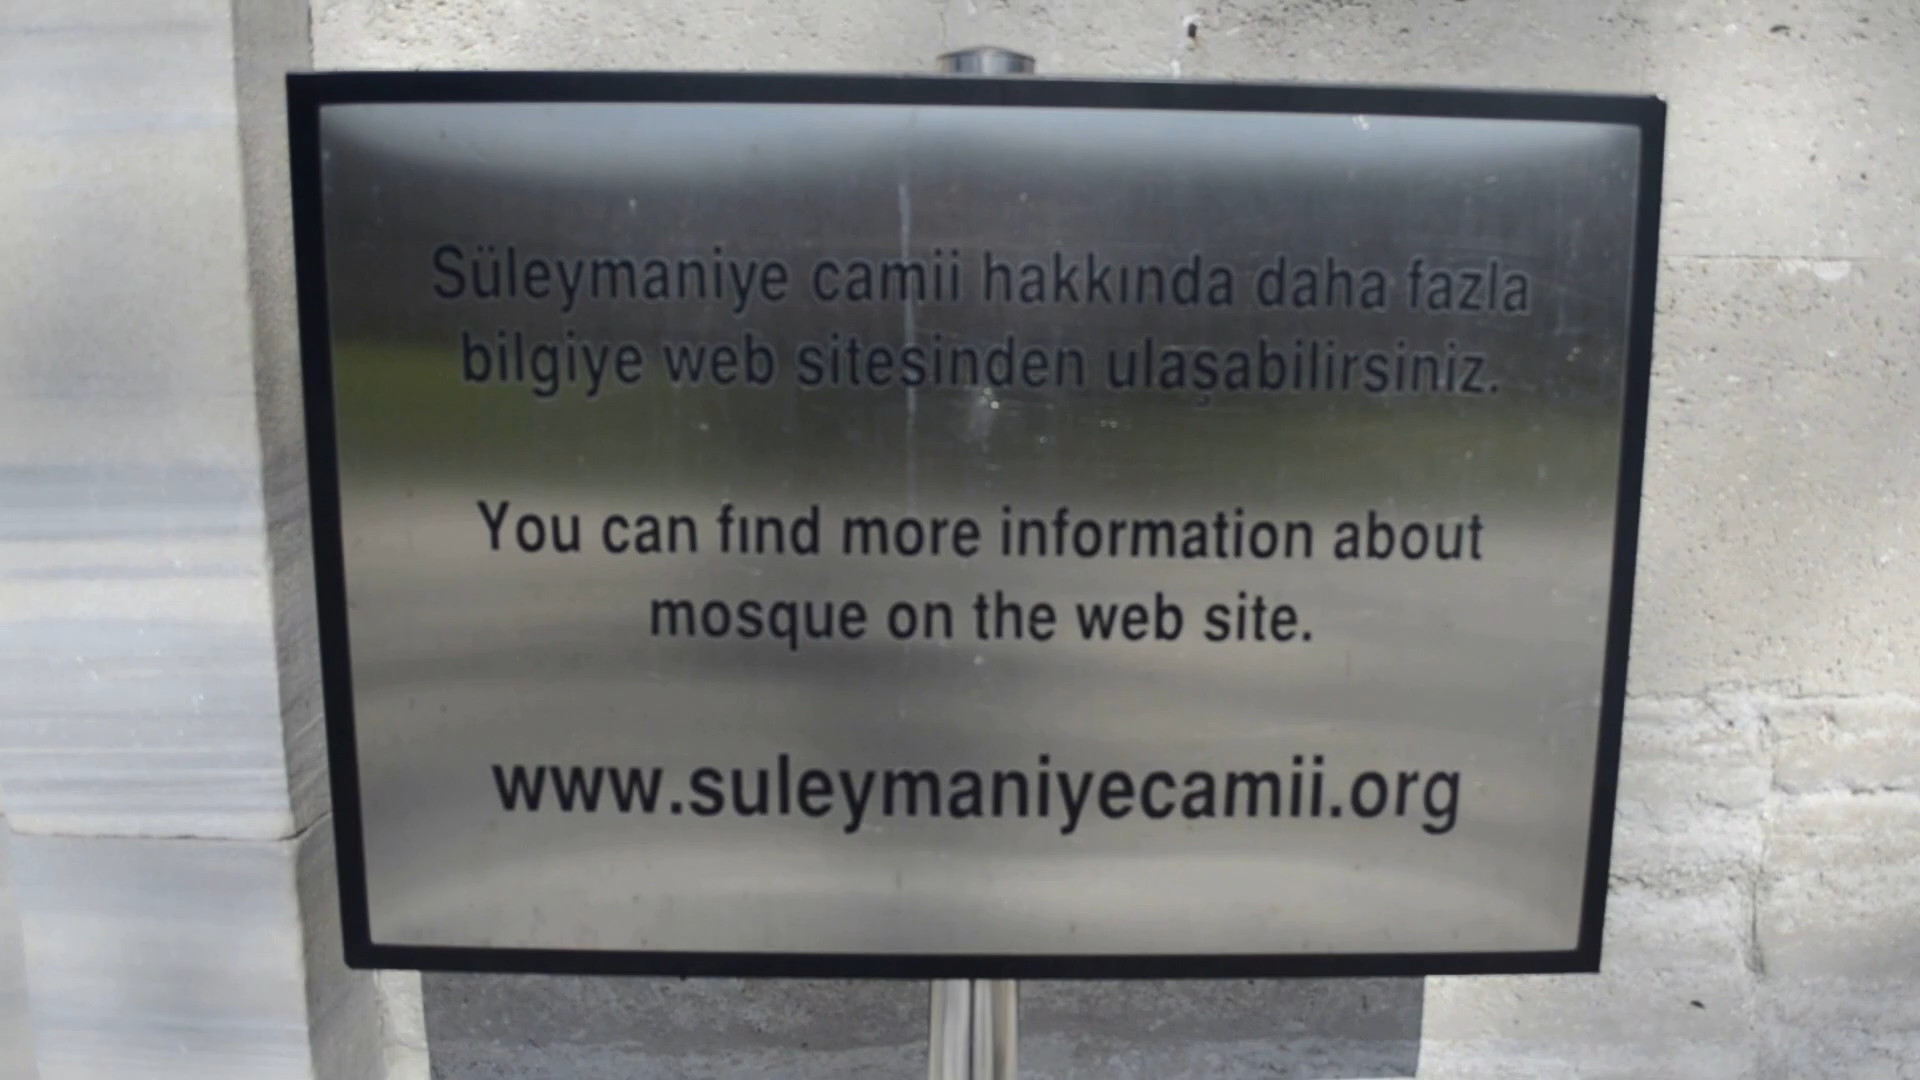 Süleymaniye camii hakkında daha fazla
bilgiye web sitesinden ulaşabilirsiniz.
You can fınd more information about
mosque on the web site.
www.suleymaniyecamii.org